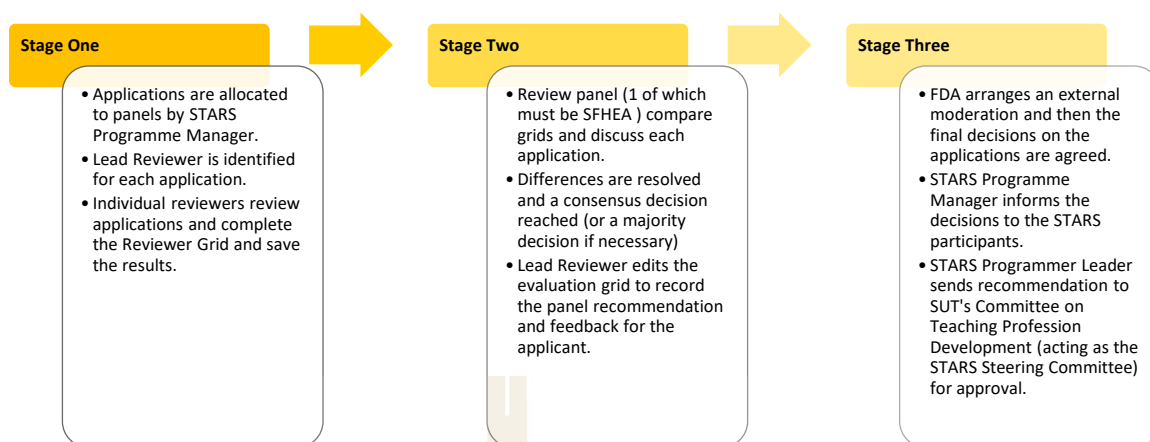 Stage One
• Applications are allocated
to panels by STARS
Programme Manager.
• Lead Reviewer is identified
for each application.
• Individual reviewers review
applications and complete
the Reviewer Grid and save
the results.
Stage Two
• Review panel (1 of which
must be SFHEA ) compare
grids and discuss each
application.
• Differences are resolved
and a consensus decision
reached (or a majority
decision if necessary)
• Lead Reviewer edits the
evaluation grid to record
the panel recommendation
and feedback for the
applicant.
Stage Three
• FDA arranges an external
moderation and then the
final decisions on the
applications are agreed.
• STARS Programme
Manager informs the
decisions to the STARS
participants.
• STARS Programmer Leader
sends recommendation to
SUT's Committee on
Teaching Profession
Development (acting as the
STARS Steering Committee)
for approval.